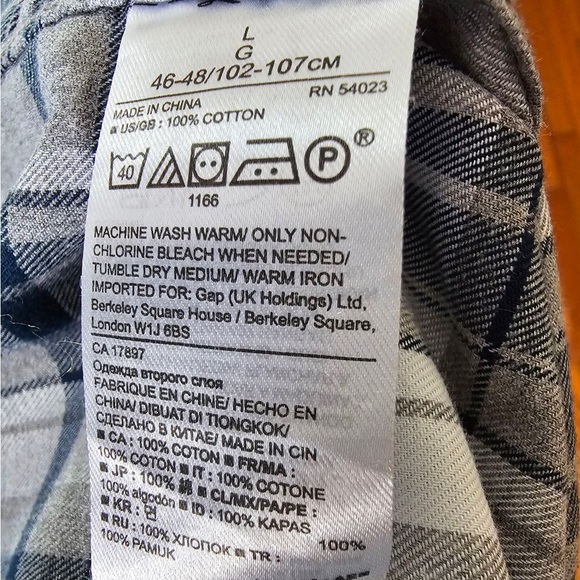 L
G
46-48/102-107CM
RN 54023
MADE IN CHINA
■ US/GB : 100% COTTON
40 P ®
1166
MACHINE WASH WARM/ ONLY NON-
CHLORINE BLEACH WHEN NEEDED/
TUMBLE DRY MEDIUM/ WARM IRON
IMPORTED FOR: Gap (UK Holdings) Ltd,
Berkeley Square House / Berkeley Square,
London W1J 6BS
CA 17897
Одежда второго слоя
FABRIQUE EN CHINE/ HECHO EN
CHINA/ DIBUAT DI TIONGKOK/
СДЕЛАНО В КИТАЕ/ MADE IN CIN
■ CA : 100% COTTON ■ FR/MA :
100% COTON ■ IT : 100% COTONE
■ JP : 100% 綿 ■ CL/MX/PA/PE :
100% algodón ■ ID : 100% KAPAS
■ KR : 면 100%
■ RU : 100% ХЛОПОК ■ TR :
100% PAMUK